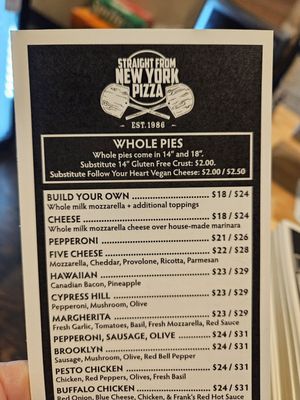 STRAIGHT FROM
NEW YORK
PIZZA
EST. 1986
WHOLE PIES
Whole pies come in 14" and 18".
Substitute 14" Gluten Free Crust: $2.00.
Substitute Follow Your Heart Vegan Cheese: $2.00 / $2.50
BUILD YOUR OWN $18 / $24
Whole milk mozzarella + additional toppings
CHEESE $18 / $24
Whole milk mozzarella cheese over house-made marinara
PEPPERONI $21 / $26
FIVE CHEESE $22 / $28
Mozzarella, Cheddar, Provolone, Ricotta, Parmesan
HAWAIIAN $23 / $29
Canadian Bacon, Pineapple
CYPRESS HILL $23 / $29
Pepperoni, Mushroom, Olive
MARGHERITA $23 / $29
Fresh Garlic, Tomatoes, Basil, Fresh Mozzarella, Red Sauce
PEPPERONI, SAUSAGE, OLIVE $24 / $31
BROOKLYN $24 / $31
Sausage, Mushroom, Olive, Red Bell Pepper
PESTO CHICKEN $24 / $31
Chicken, Red Peppers, Olives, Fresh Basil
BUFFALO CHICKEN $24 / $31
Red Onion, Blue Cheese, Chicken, & Frank's Red Hot Sauce